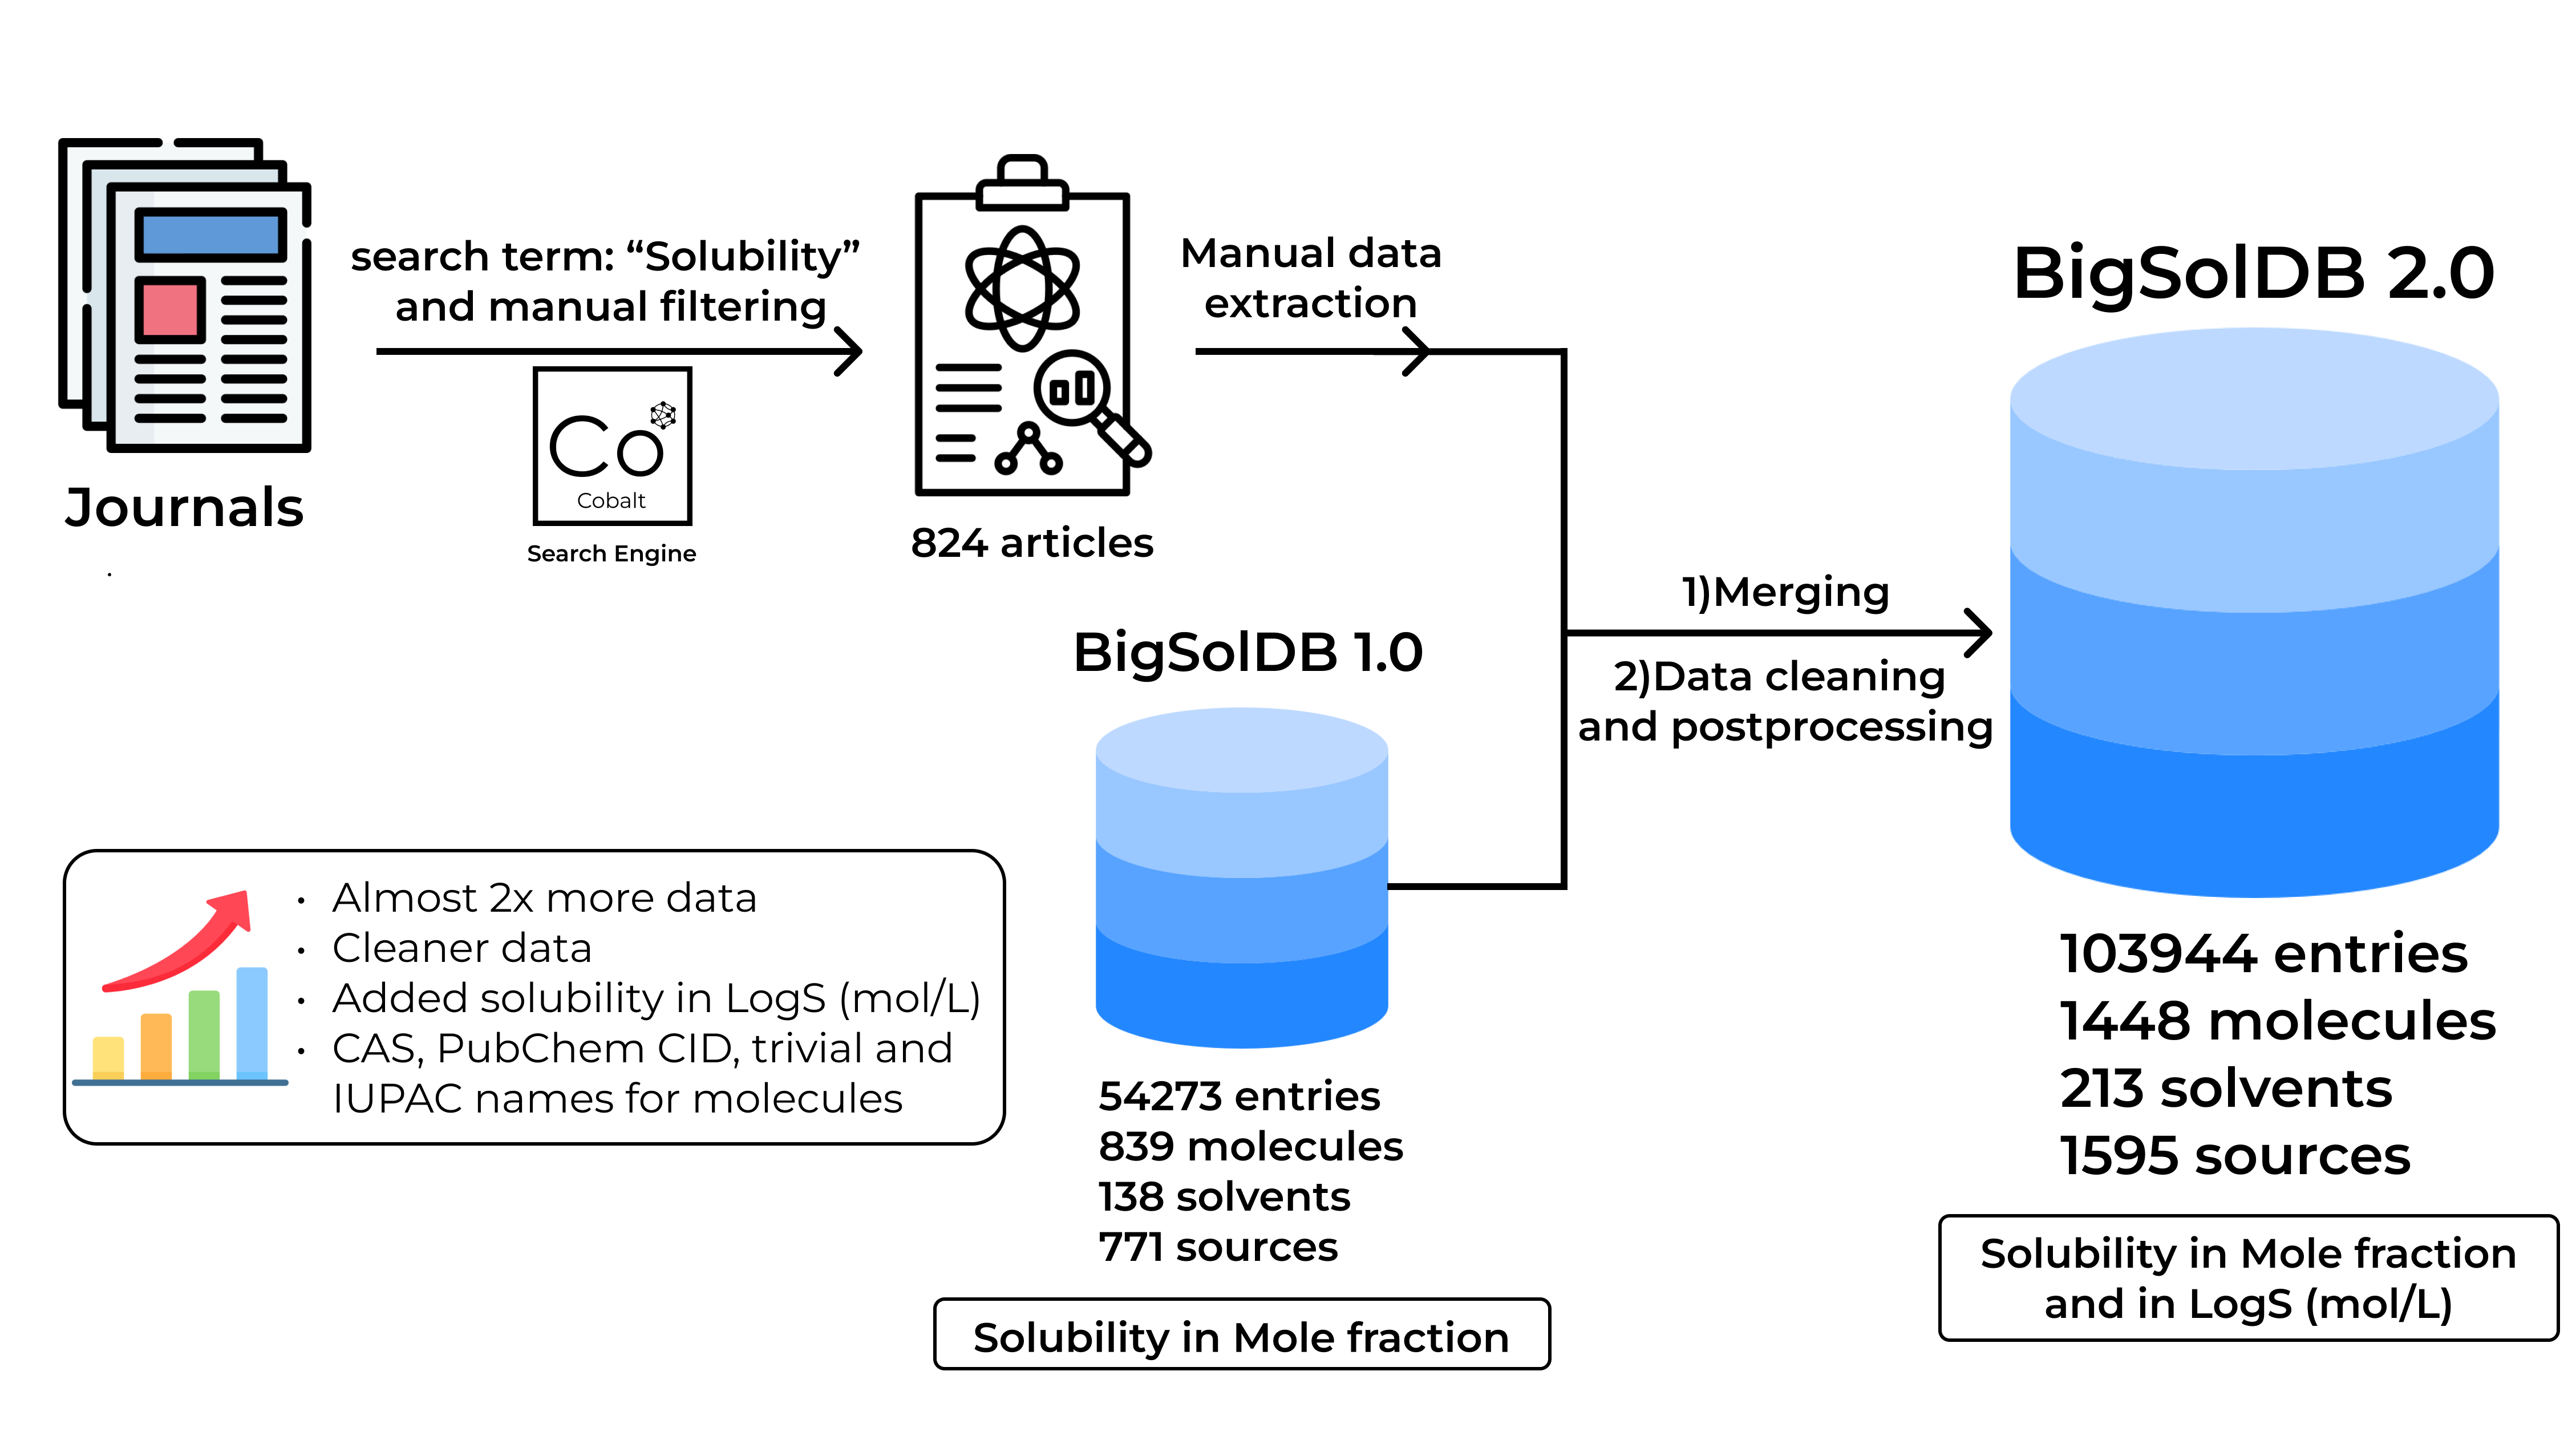 Journals
search term: “Solubility”
and manual filtering
Co
Cobalt
Search Engine
824 articles
Manual data
extraction
BigSolDB 1.0
54273 entries
839 molecules
138 solvents
771 sources
Solubility in Mole fraction
1)Merging
2)Data cleaning
and postprocessing
BigSolDB 2.0
103944 entries
1448 molecules
213 solvents
1595 sources
Solubility in Mole fraction
and in LogS (mol/L)
• Almost 2x more data
• Cleaner data
• Added solubility in LogS (mol/L)
• CAS, PubChem CID, trivial and
IUPAC names for molecules